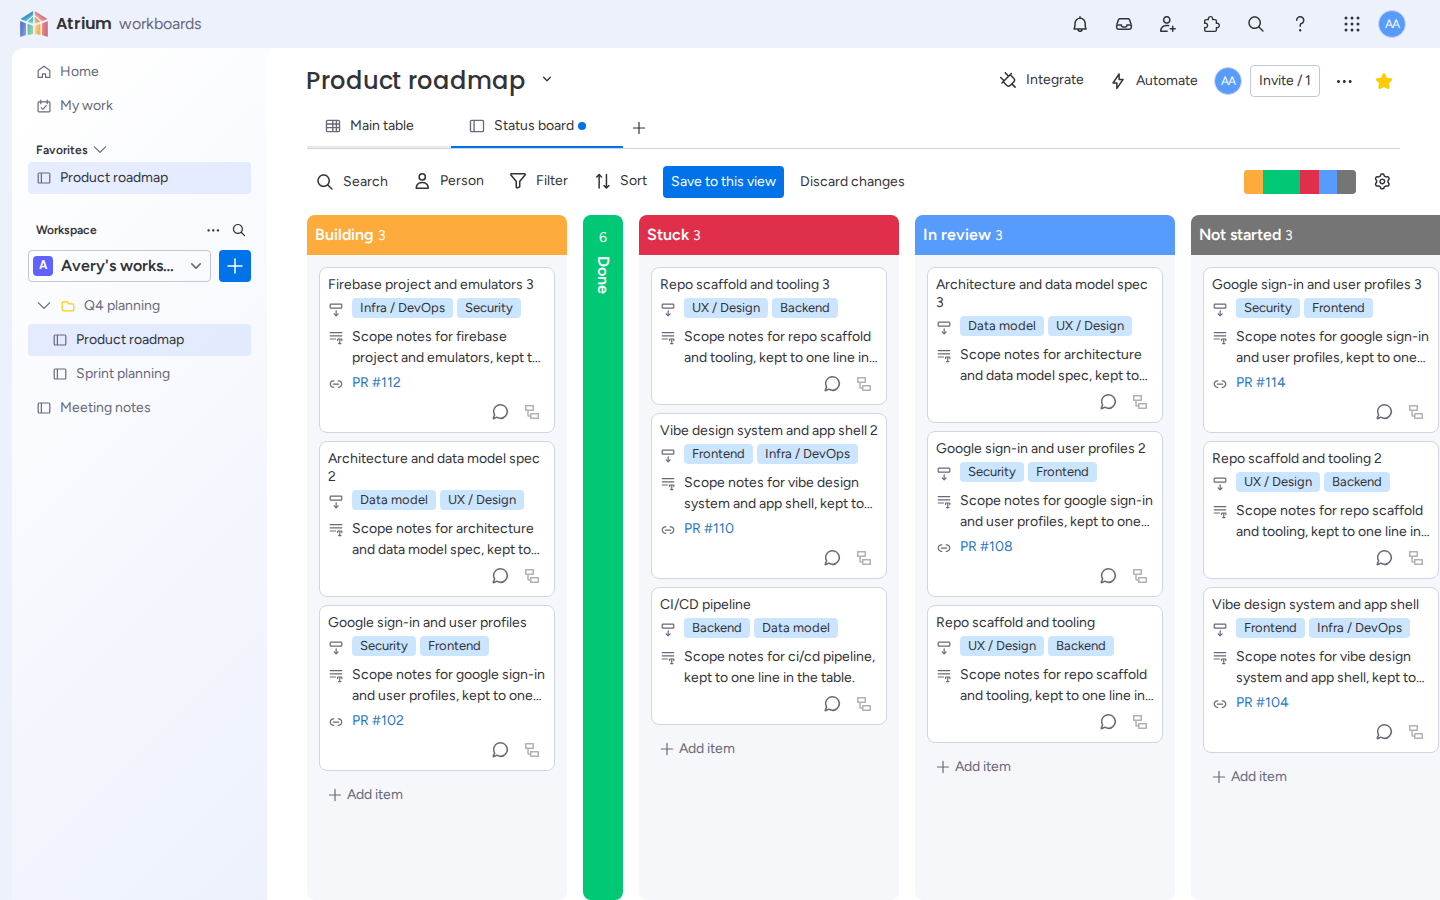 Atrium workboards
AA
Home
My work
Favorites
Product roadmap
Workspace
A Avery's works...
Q4 planning
Product roadmap
Sprint planning
Meeting notes
Product roadmap
Integrate
Automate
AA
Invite / 1
Main table
Status board
Search
Person
Filter
Sort
Save to this view
Discard changes
Building 3
Firebase project and emulators 3
Infra / DevOps
Security
Scope notes for firebase
project and emulators, kept t...
PR #112
Architecture and data model spec
2
Data model
UX / Design
Scope notes for architecture
and data model spec, kept to...
Google sign-in and user profiles
Security
Frontend
Scope notes for google sign-in
and user profiles, kept to one...
PR #102
Add item
6
Done
Stuck 3
Repo scaffold and tooling 3
UX / Design
Backend
Scope notes for repo scaffold
and tooling, kept to one line in...
Vibe design system and app shell 2
Frontend
Infra / DevOps
Scope notes for vibe design
system and app shell, kept to...
PR #110
CI/CD pipeline
Backend
Data model
Scope notes for ci/cd pipeline,
kept to one line in the table.
Add item
In review 3
Architecture and data model spec
3
Data model
UX / Design
Scope notes for architecture
and data model spec, kept to...
Google sign-in and user profiles 2
Security
Frontend
Scope notes for google sign-in
and user profiles, kept to one...
PR #108
Repo scaffold and tooling
UX / Design
Backend
Scope notes for repo scaffold
and tooling, kept to one line in...
Add item
Not started 3
Google sign-in and user profiles 3
Security
Frontend
Scope notes for google sign-in
and user profiles, kept to one...
PR #114
Repo scaffold and tooling 2
UX / Design
Backend
Scope notes for repo scaffold
and tooling, kept to one line in...
Vibe design system and app shell
Frontend
Infra / DevOps
Scope notes for vibe design
system and app shell, kept to...
PR #104
Add item